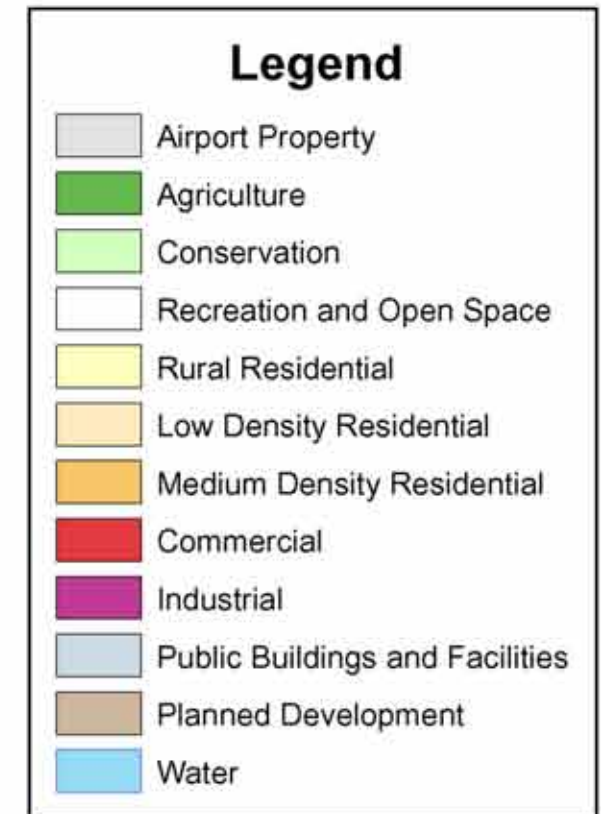 Legend
Airport Property
Agriculture
Conservation
Recreation and Open Space
Rural Residential
Low Density Residential
Medium Density Residential
Commercial
Industrial
Public Buildings and Facilities
Planned Development
Water